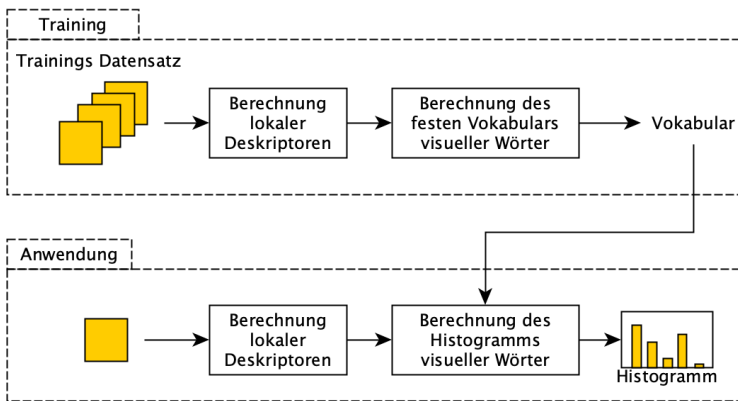 Training
Trainings Datensatz
Berechnung
lokaler
Deskriptoren
Berechnung des
festen Vokabulars
visueller Wörter
Vokabular
Anwendung
Berechnung
lokaler
Deskriptoren
Berechnung des
Histogramms
visueller Wörter
Histogramm